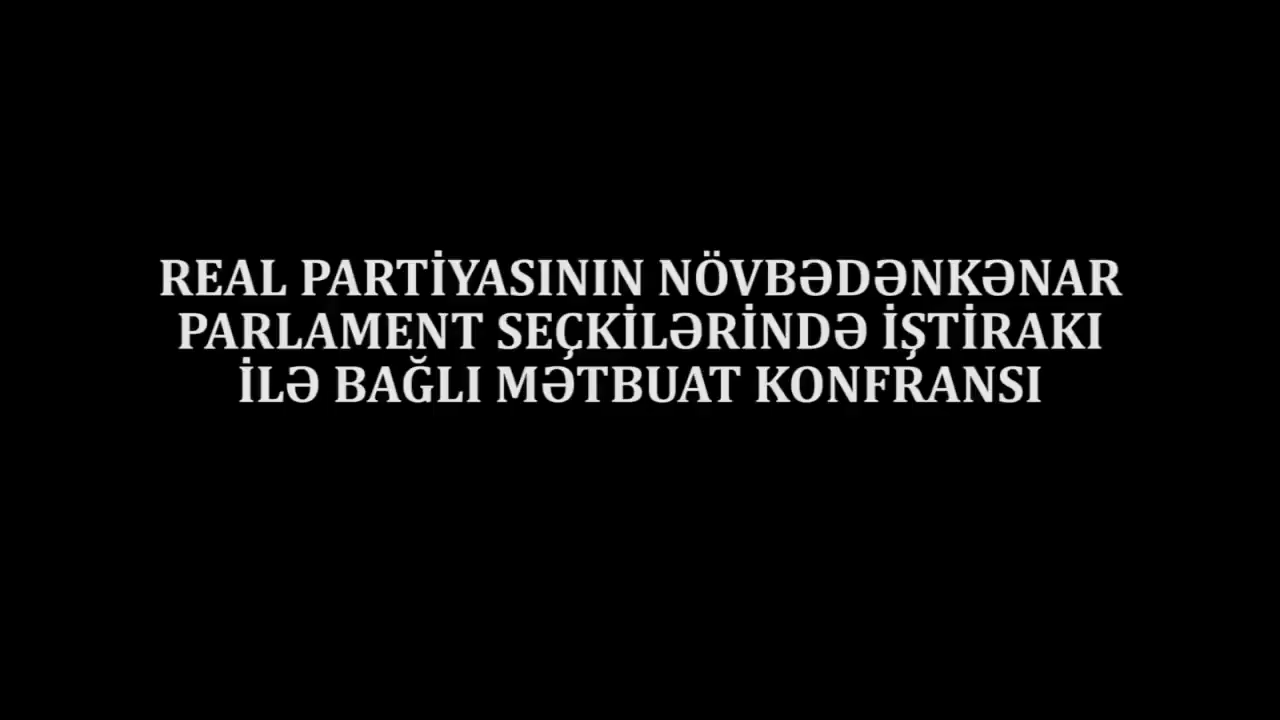 REAL PARTİYASININ NÖVBƏDƏNKƏNAR
PARLAMENT SEÇKİLƏRİNDƏ İŞTİRAKI
İLƏ BAĞLI MƏTBUAT KONFRANSI